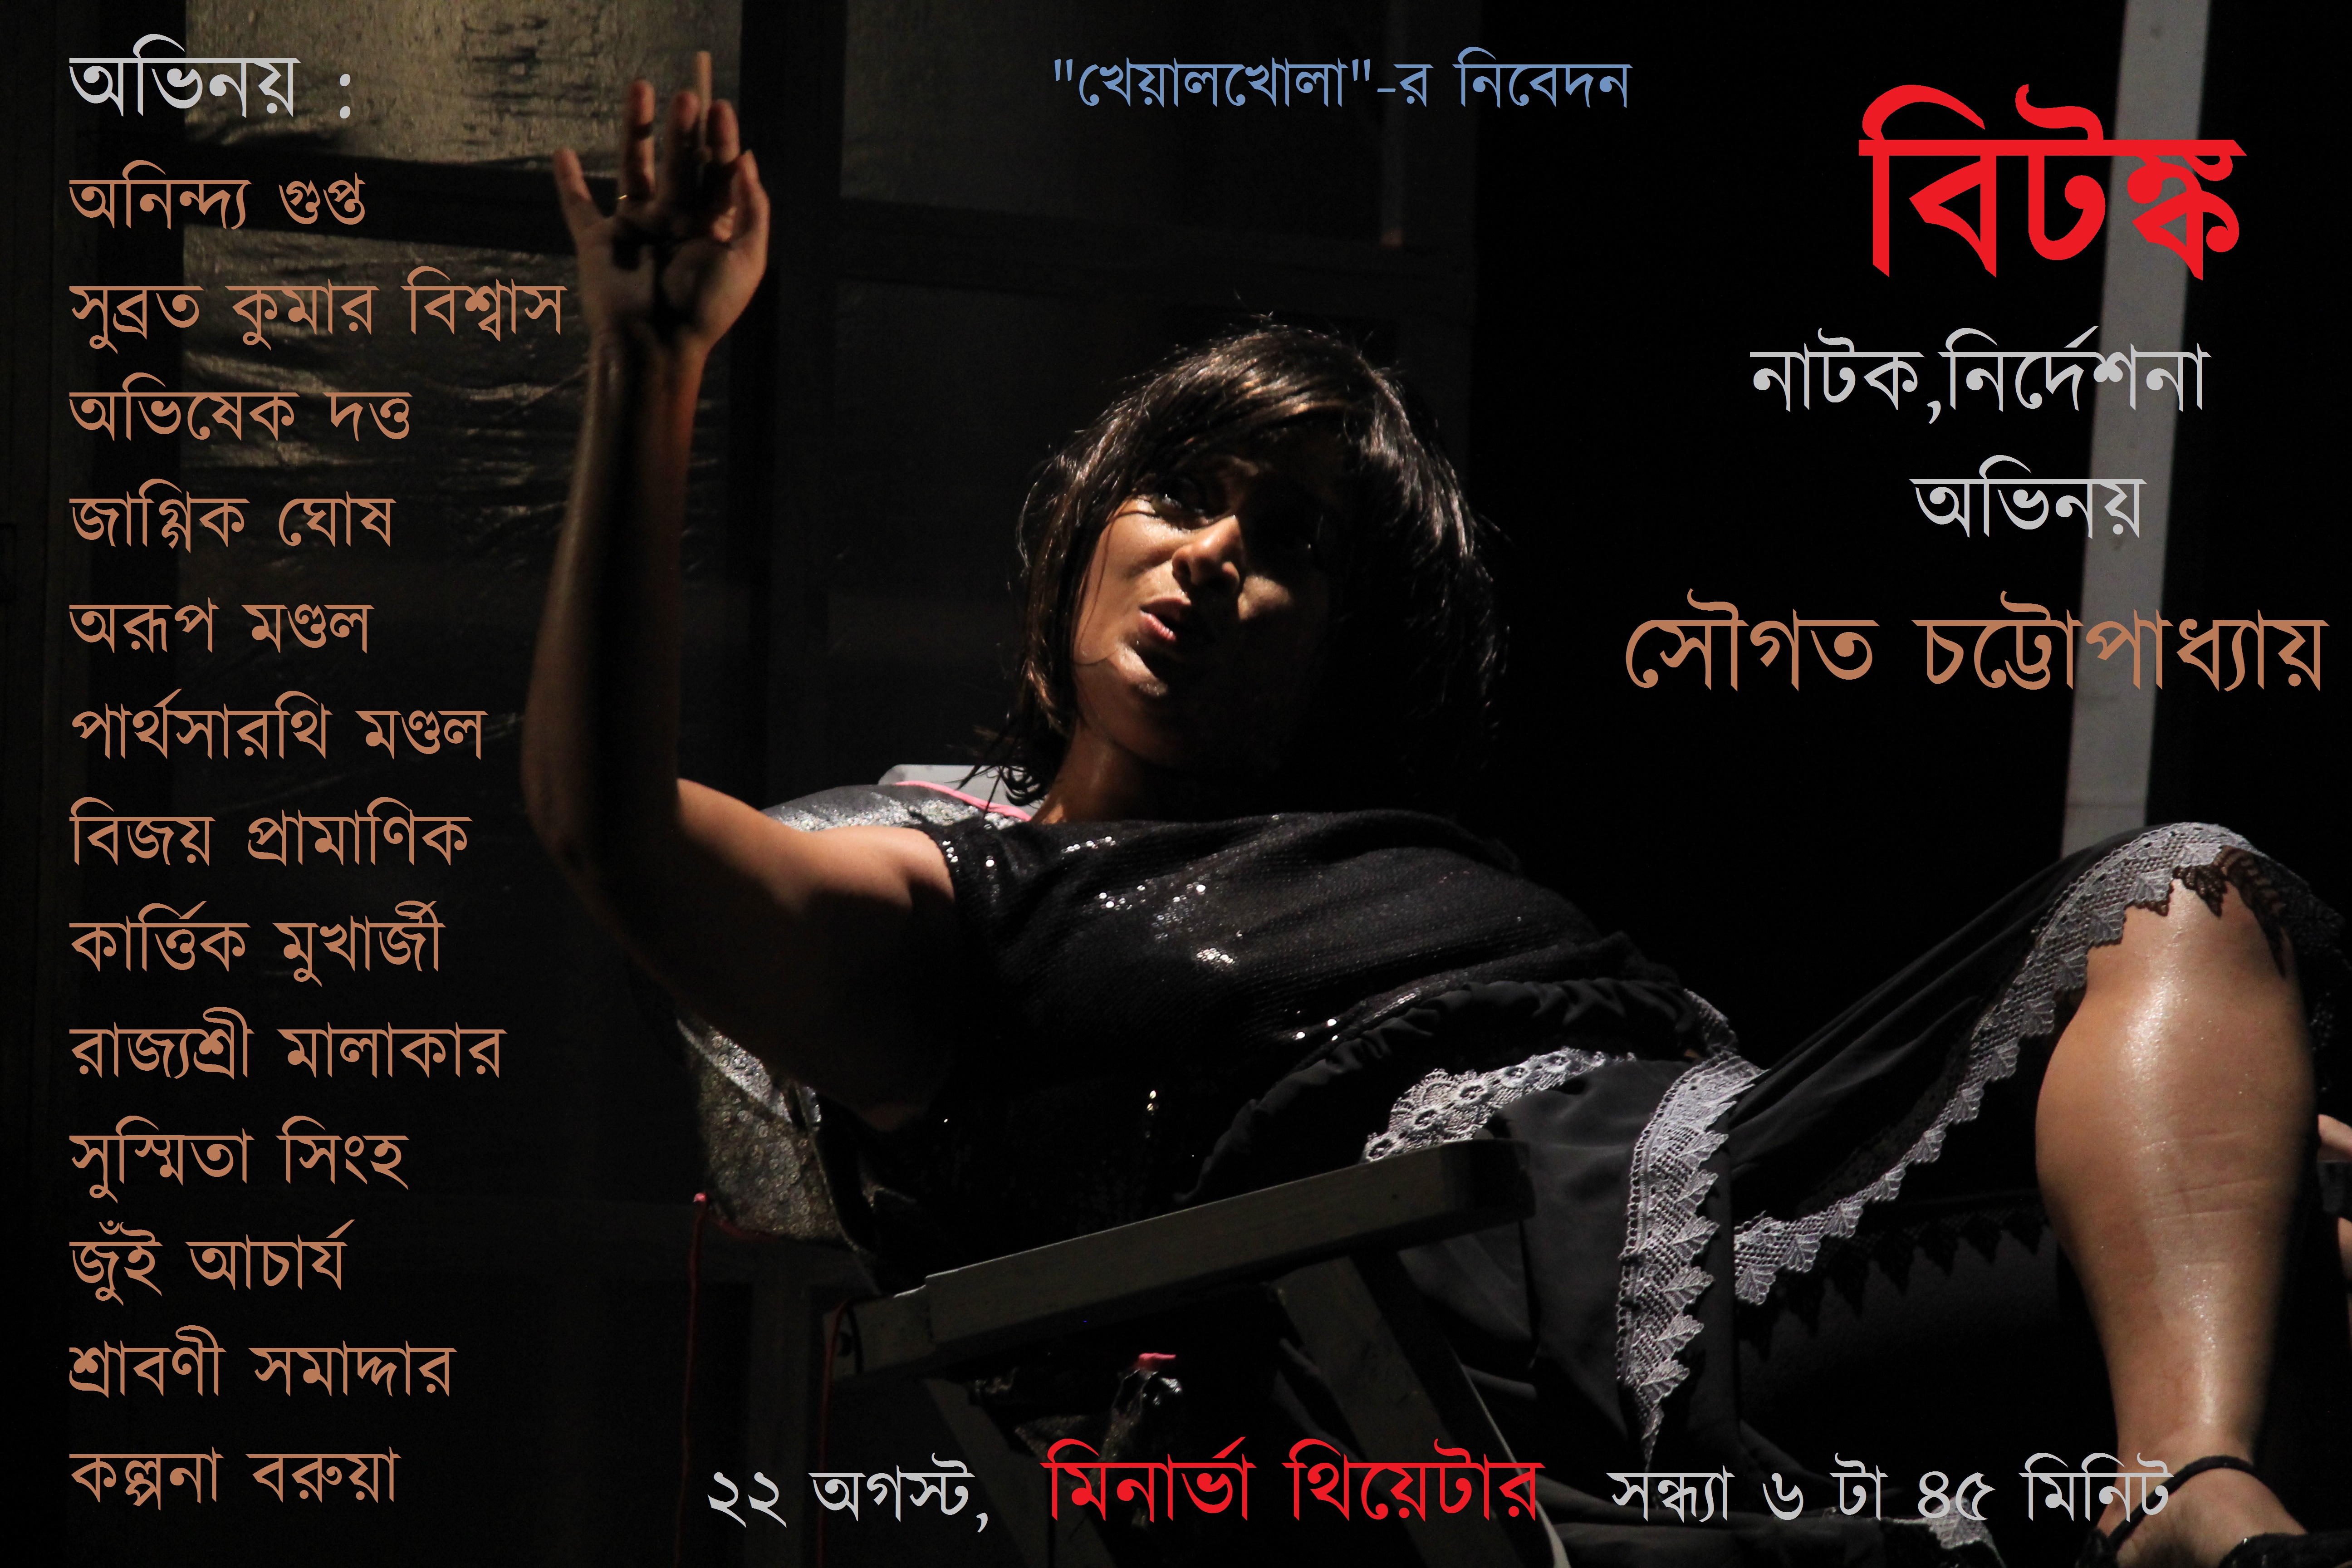 "খেয়ালখোলা"-র নিবেদন
বিটঙ্ক
নাটক,নির্দেশনা
অভিনয়
সৌগত চট্টোপাধ্যায়
অভিনয় :
অনিন্দ্য গুপ্ত
সুব্রত কুমার বিশ্বাস
অভিষেক দত্ত
জাগ্নিক ঘোষ
অরূপ মণ্ডল
পার্থসারথি মণ্ডল
বিজয় প্রামাণিক
কার্ত্তিক মুখার্জী
রাজ্যশ্রী মালাকার
সুস্মিতা সিংহ
জুঁই আচার্য
শ্রাবণী সমাদ্দার
কল্পনা বরুয়া
২২ অগস্ট, মিনার্ভা থিয়েটার সন্ধ্যা ৬ টা ৪৫ মিনিট